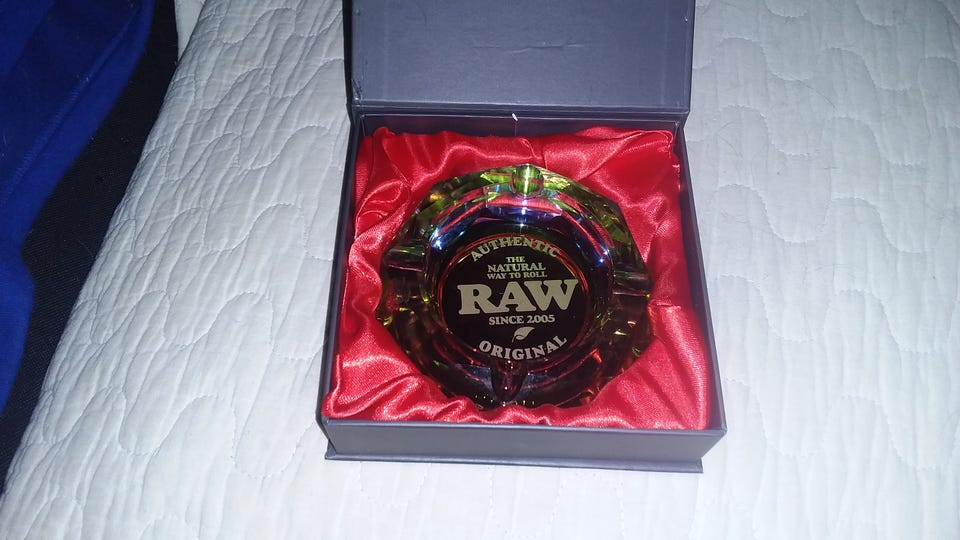 AUTHENTIC
THE
NATURAL
WAY TO ROLL
RAW
SINCE 2005
ORIGINAL